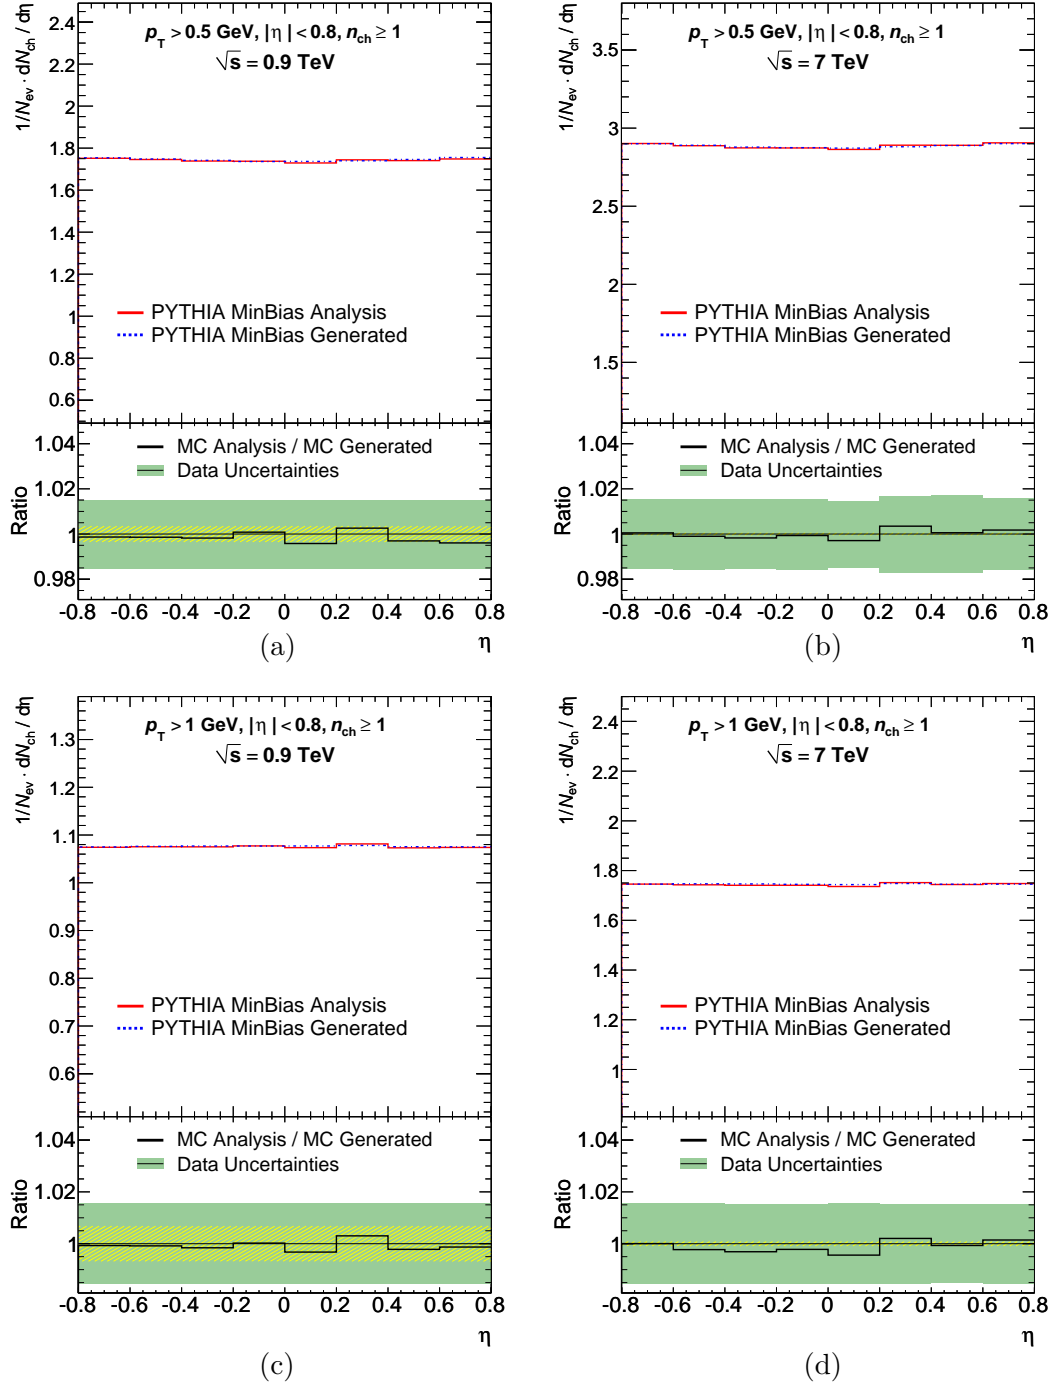 1/N_ev · dN_ch / dη
p_T > 0.5 GeV, |η| < 0.8, n_ch ≥ 1
√s = 0.9 TeV
2.4
2.2
2
1.8
1.6
1.4
1.2
1
0.8
0.6
PYTHIA MinBias Analysis
PYTHIA MinBias Generated
Ratio
1.04
1.02
1
0.98
MC Analysis / MC Generated
Data Uncertainties
-0.8 -0.6 -0.4 -0.2 0 0.2 0.4 0.6 0.8
η
(a)
1/N_ev · dN_ch / dη
p_T > 0.5 GeV, |η| < 0.8, n_ch ≥ 1
√s = 7 TeV
3.5
3
2.5
2
1.5
PYTHIA MinBias Analysis
PYTHIA MinBias Generated
Ratio
1.04
1.02
1
0.98
MC Analysis / MC Generated
Data Uncertainties
-0.8 -0.6 -0.4 -0.2 0 0.2 0.4 0.6 0.8
η
(b)
1/N_ev · dN_ch / dη
p_T > 1 GeV, |η| < 0.8, n_ch ≥ 1
√s = 0.9 TeV
1.3
1.2
1.1
1
0.9
0.8
0.7
0.6
PYTHIA MinBias Analysis
PYTHIA MinBias Generated
Ratio
1.04
1.02
1
MC Analysis / MC Generated
Data Uncertainties
-0.8 -0.6 -0.4 -0.2 0 0.2 0.4 0.6 0.8
η
(c)
1/N_ev · dN_ch / dη
p_T > 1 GeV, |η| < 0.8, n_ch ≥ 1
√s = 7 TeV
2.4
2.2
2
1.8
1.6
1.4
1.2
1
PYTHIA MinBias Analysis
PYTHIA MinBias Generated
Ratio
1.04
1.02
1
MC Analysis / MC Generated
Data Uncertainties
-0.8 -0.6 -0.4 -0.2 0 0.2 0.4 0.6 0.8
η
(d)